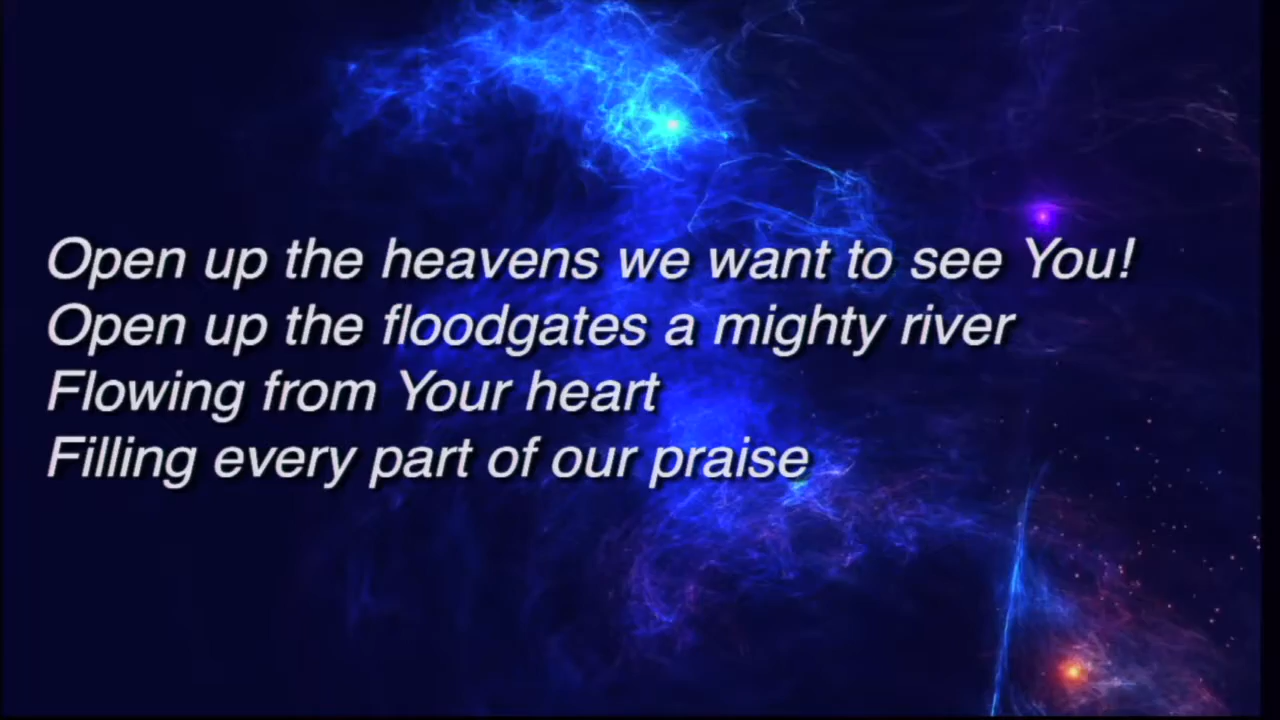 Open up the heavens we want to see You!
Open up the floodgates a mighty river
Flowing from Your heart
Filling every part of our praise